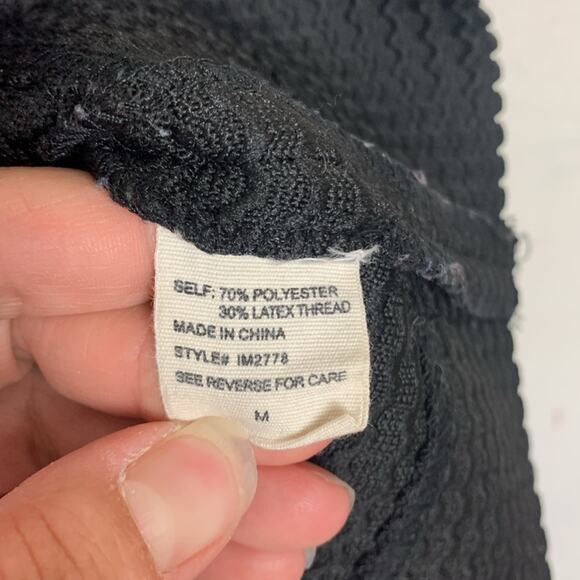 SELF: 70% POLYESTER
30% LATEX THREAD
MADE IN CHINA
STYLE# IM2778
SEE REVERSE FOR CARE
M